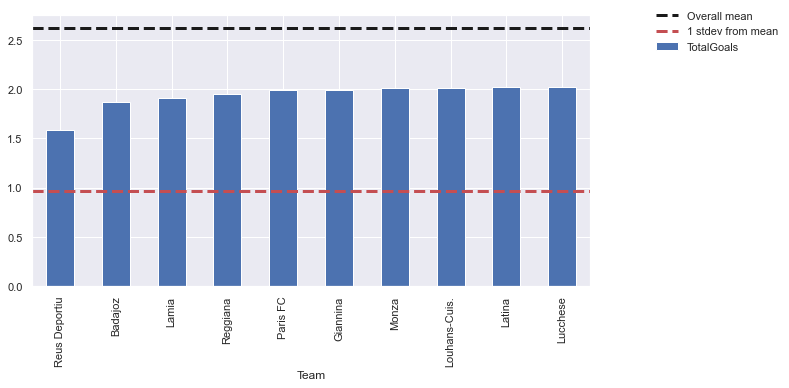 Overall mean
1 stdev from mean
TotalGoals
2.5
2.0
1.5
1.0
0.5
0.0
Reus Deportiu
Badajoz
Lamia
Reggiana
Paris FC
Giannina
Monza
Louhans-Cuis.
Latina
Lucchese
Team